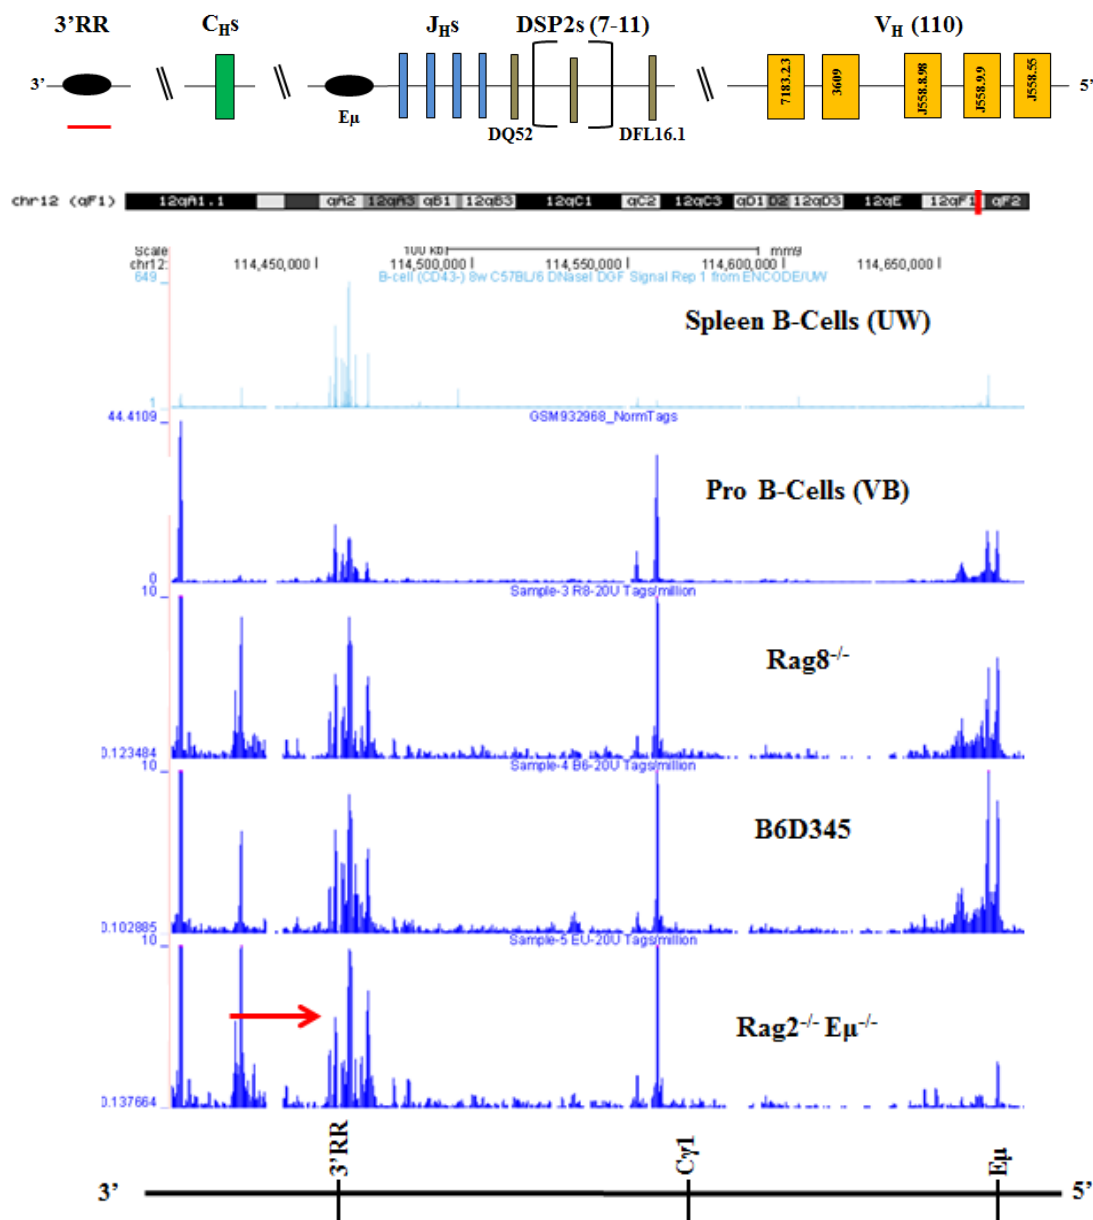 3’RR C_Hs J_Hs DSP2s (7-11) V_H (110)
3’ 5’
7183.2.3 3609 J558.8.98 J558.9.9 J558.55
Eμ
DQ52 DFL16.1
chr12 (qF1) 12qA1.1 qA2 12qA3 qB1 12qB3 12qC1 qC2 12qC3 qD1 D2 12qD3 12qE 12qF1 qF2
Scale 100 kb mm9
chr12: 114,450,000 114,500,000 114,550,000 114,600,000 114,650,000
B-cell (CD43-) 8w C57BL/6 DNaseI DGF Signal Rep 1 from ENCODE/UW
649
Spleen B-Cells (UW)
1
GSM932968_NormTags
44.4109
Pro B-Cells (VB)
0
Sample-3 R8-20U Tags/million
10
Rag8-/-
0.123484
Sample-4 B6-20U Tags/million
10
B6D345
0.102885
Sample-5 EU-20U Tags/million
10
Rag2-/- Eμ-/-
0.137664
3’RR Cγ1 Eμ
3’ 5’